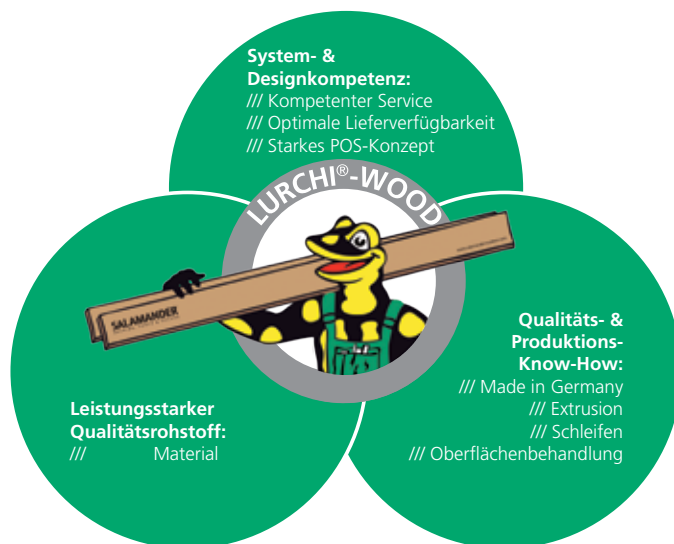 System- &
Designkompetenz:
/// Kompetenter Service
/// Optimale Lieferverfügbarkeit
/// Starkes POS-Konzept
LURCHI®-WOOD
SALAMANDER
Qualitäts- &
Produktions-
Know-How:
/// Made in Germany
/// Extrusion
/// Schleifen
/// Oberflächenbehandlung
Leistungsstarker
Qualitätsrohstoff:
/// Material